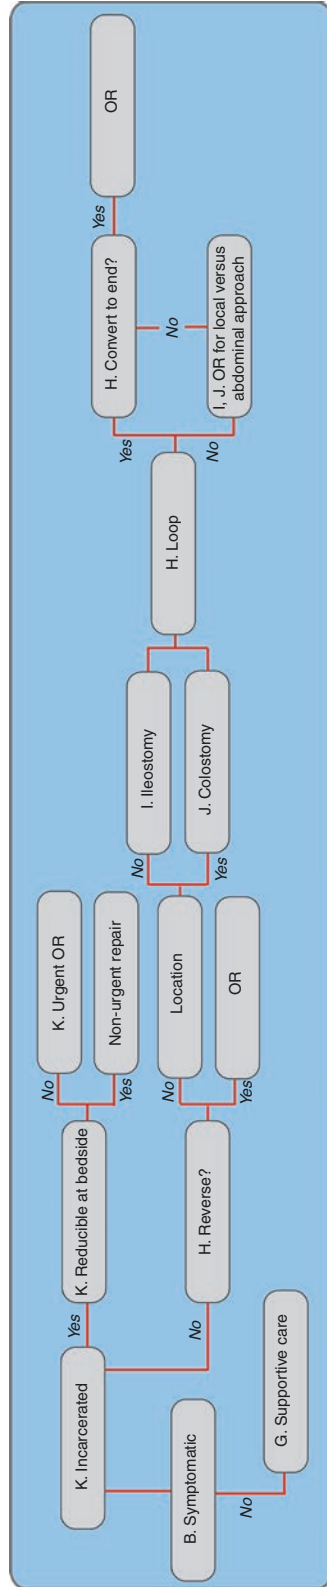 B. Symptomatic
No
G. Supportive care
K. Incarcerated
Yes
K. Reducible at bedside
No
K. Urgent OR
Yes
Non-urgent repair
No
H. Reverse?
No
Location
Yes
OR
No
I. Illeostomy
Yes
J. Colostomy
H. Loop
Yes
H. Convert to end?
Yes
OR
No
No
I, J. OR for local versus
abdominal approach